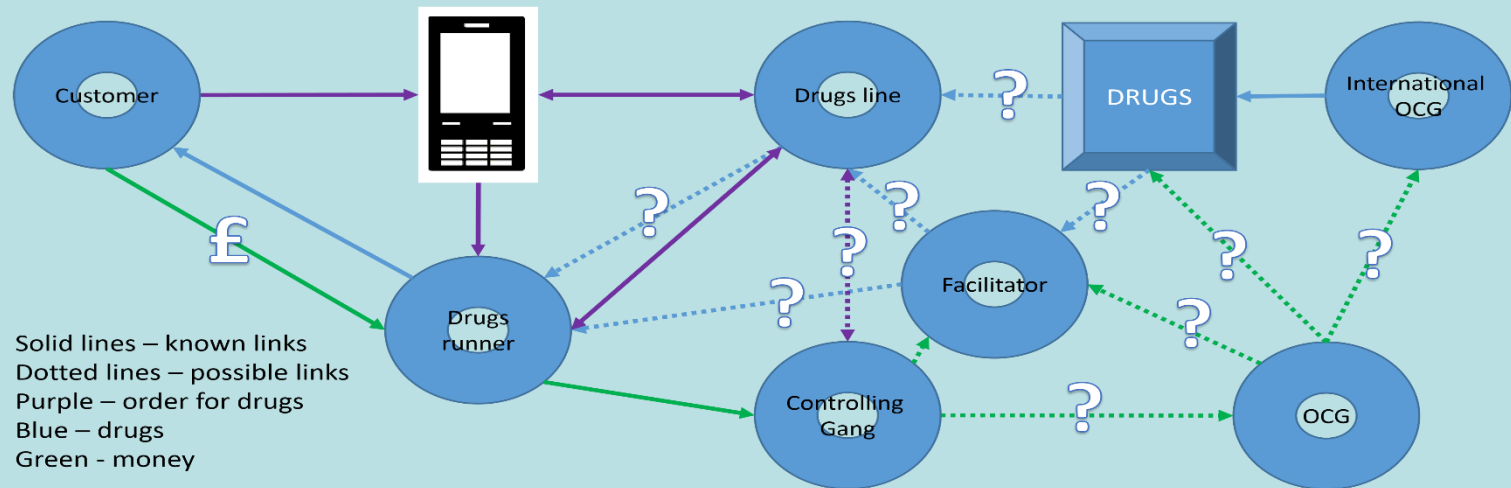 Customer
Drugs line
?
DRUGS
International
OCG
?
?
?
£
?
?
?
?
Facilitator
?
Drugs
runner
Solid lines – known links
Dotted lines – possible links
Purple – order for drugs
Blue – drugs
Green - money
Controlling
Gang
?
OCG